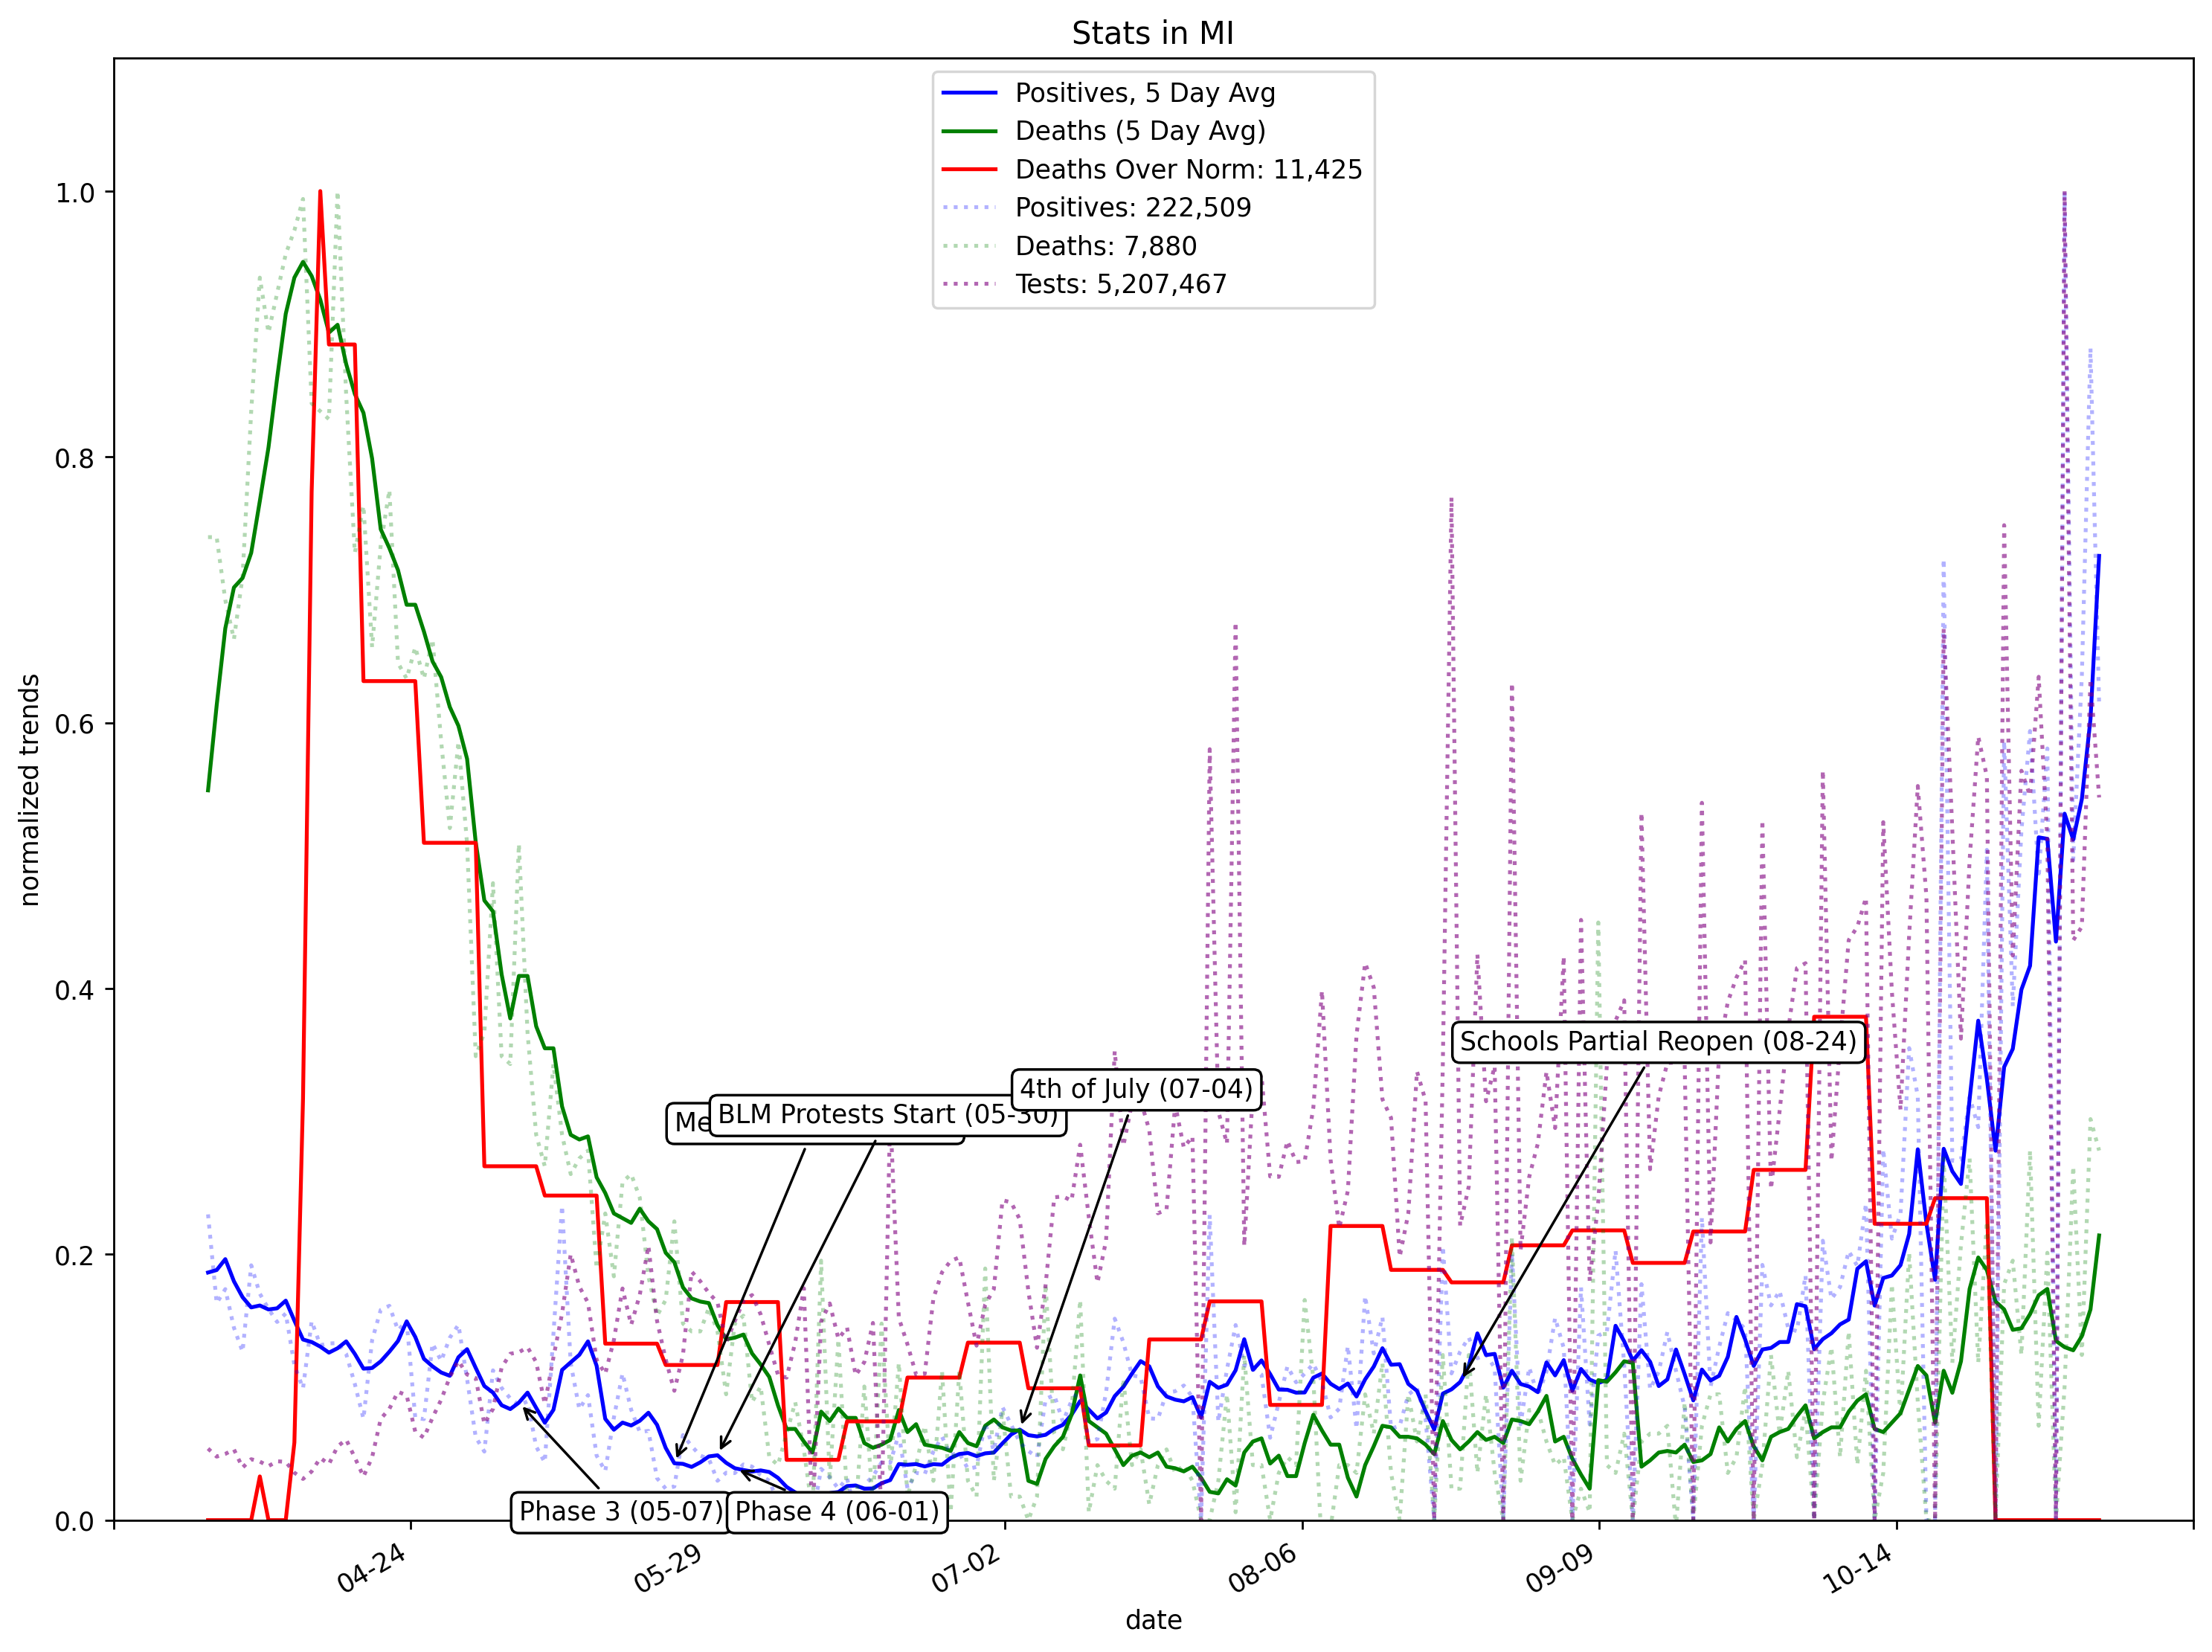 Stats in MI
Positives, 5 Day Avg
Deaths (5 Day Avg)
Deaths Over Norm: 11,425
Positives: 222,509
Deaths: 7,880
Tests: 5,207,467
normalized trends
1.0
0.8
0.6
0.4
0.2
0.0
Schools Partial Reopen (08-24)
4th of July (07-04)
BLM Protests Start (05-30)
Phase 3 (05-07)
Phase 4 (06-01)
04-24
05-29
07-02
08-06
09-09
10-14
date